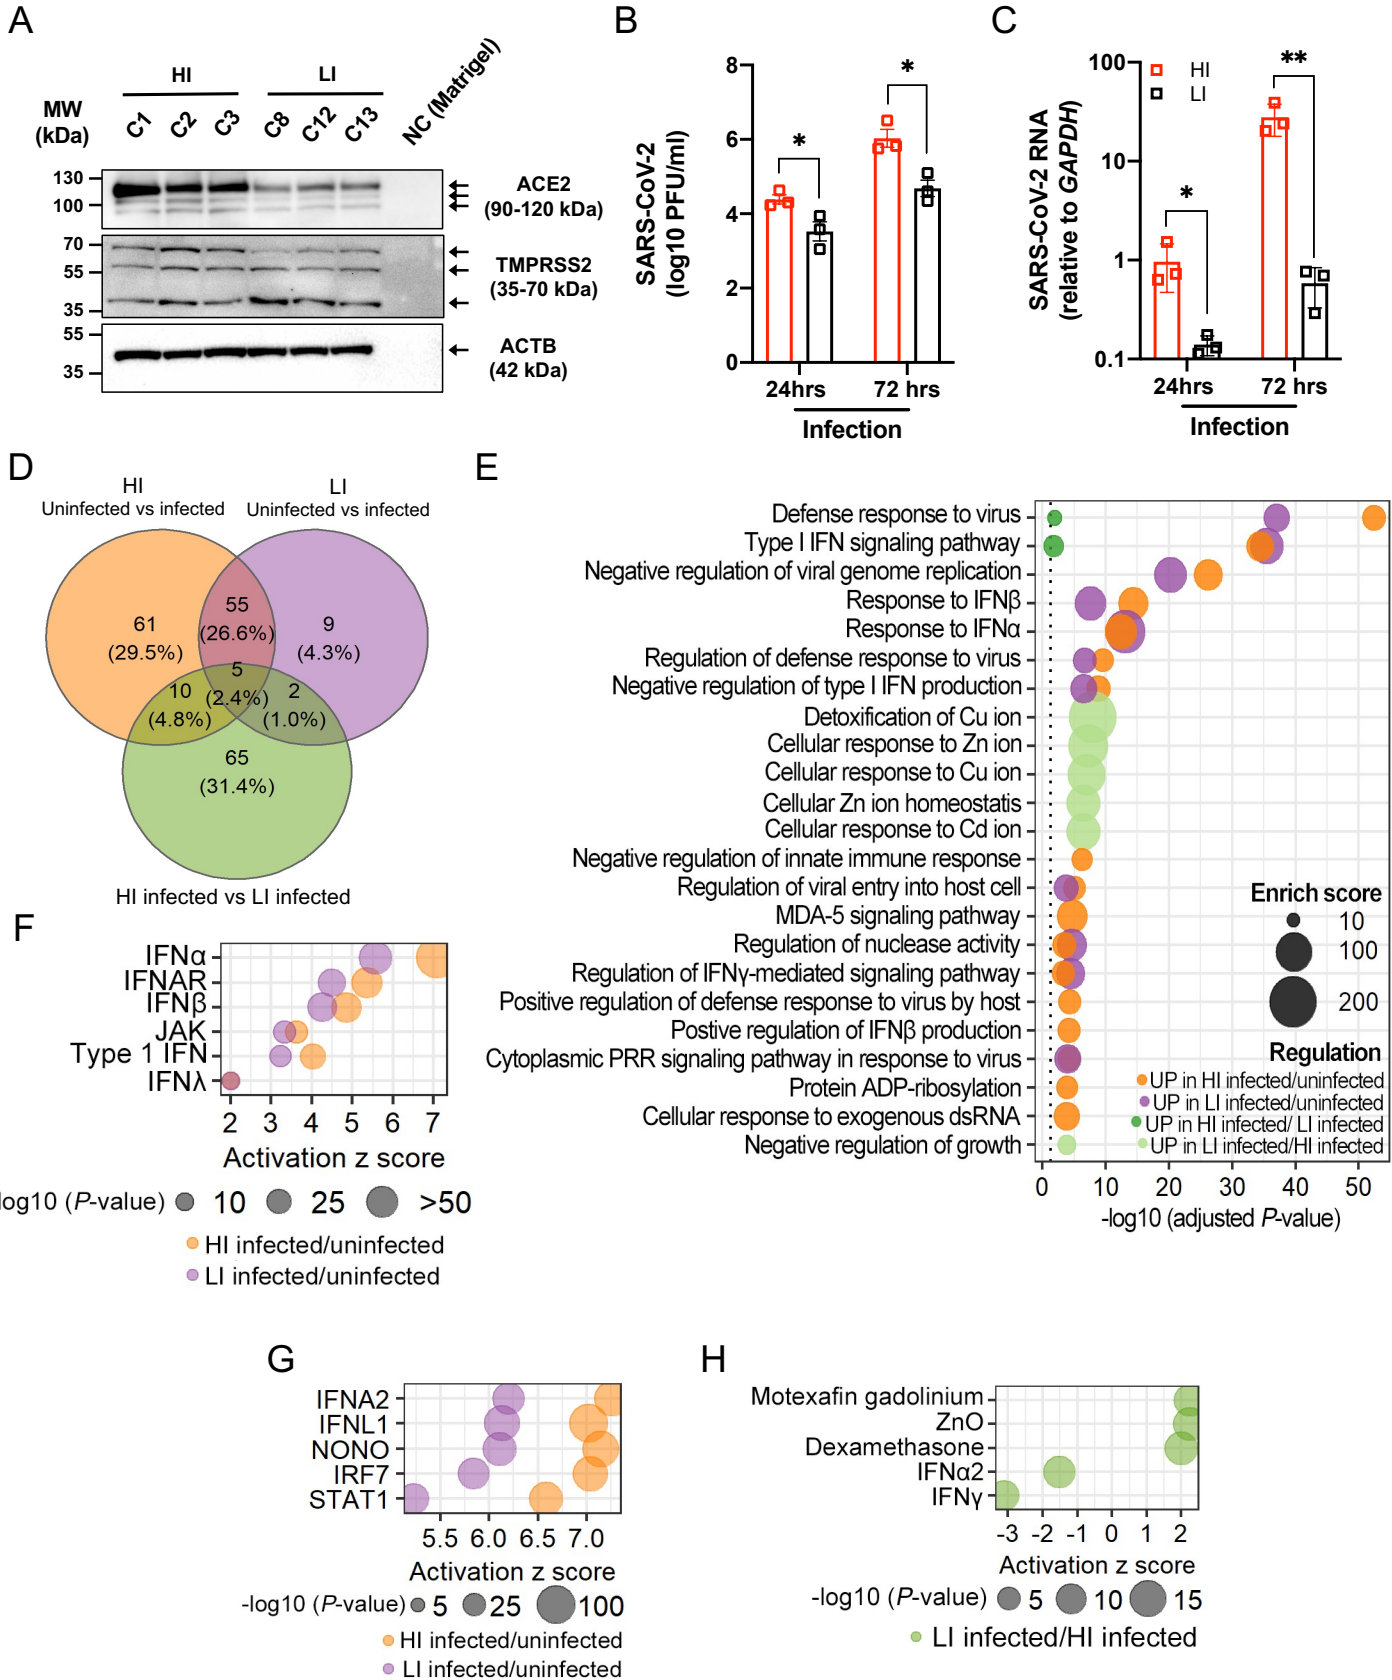 A
HI
LI
MW
(kDa)
C1
C2
C3
C8
C12
C13
NC (Matrigel)
130
100
ACE2
(90-120 kDa)
70
55
35
TMPRSS2
(35-70 kDa)
55
35
ACTB
(42 kDa)
B
SARS-CoV-2
(log10 PFU/ml)
8
6
4
2
0
*
*
24hrs
72 hrs
Infection
C
SARS-CoV-2 RNA
(relative to GAPDH)
100
10
1
0.1
HI
LI
*
**
24hrs
72 hrs
Infection
D
HI
Uninfected vs infected
LI
Uninfected vs infected
61
(29.5%)
55
(26.6%)
9
(4.3%)
5
(2.4%)
10
(4.8%)
2
(1.0%)
65
(31.4%)
HI infected vs LI infected
E
Defense response to virus
Type I IFN signaling pathway
Negative regulation of viral genome replication
Response to IFNβ
Response to IFNα
Regulation of defense response to virus
Negative regulation of type I IFN production
Detoxification of Cu ion
Cellular response to Zn ion
Cellular response to Cu ion
Cellular Zn ion homeostatis
Cellular response to Cd ion
Negative regulation of innate immune response
Regulation of viral entry into host cell
MDA-5 signaling pathway
Regulation of nuclease activity
Regulation of IFNγ-mediated signaling pathway
Positive regulation of defense response to virus by host
Postive regulation of IFNβ production
Cytoplasmic PRR signaling pathway in response to virus
Protein ADP-ribosylation
Cellular response to exogenous dsRNA
Negative regulation of growth
Enrich score
10
100
200
Regulation
UP in HI infected/uninfected
UP in LI infected/uninfected
UP in HI infected/ LI infected
UP in LI infected/HI infected
0 10 20 30 40 50
-log10 (adjusted P-value)
F
IFNα
IFNAR
IFNβ
JAK
Type 1 IFN
IFNλ
2 3 4 5 6 7
Activation z score
log10 (P-value) 10 25 >50
HI infected/uninfected
LI infected/uninfected
G
IFNA2
IFNL1
NONO
IRF7
STAT1
5.5 6.0 6.5 7.0
Activation z score
-log10 (P-value) 5 25 100
HI infected/uninfected
LI infected/uninfected
H
Motexafin gadolinium
ZnO
Dexamethasone
IFNα2
IFNγ
-3 -2 -1 0 1 2
Activation z score
-log10 (P-value) 5 10 15
LI infected/HI infected